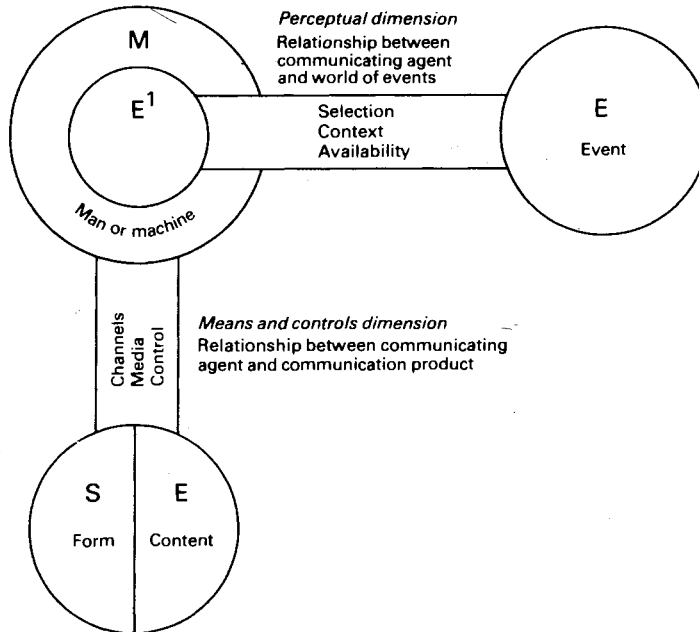 M
E¹
Man or machine
Perceptual dimension
Relationship between
communicating agent
and world of events
Selection
Context
Availability
E
Event
Channels
Media
Control
Means and controls dimension
Relationship between communicating
agent and communication product
S
Form
E
Content